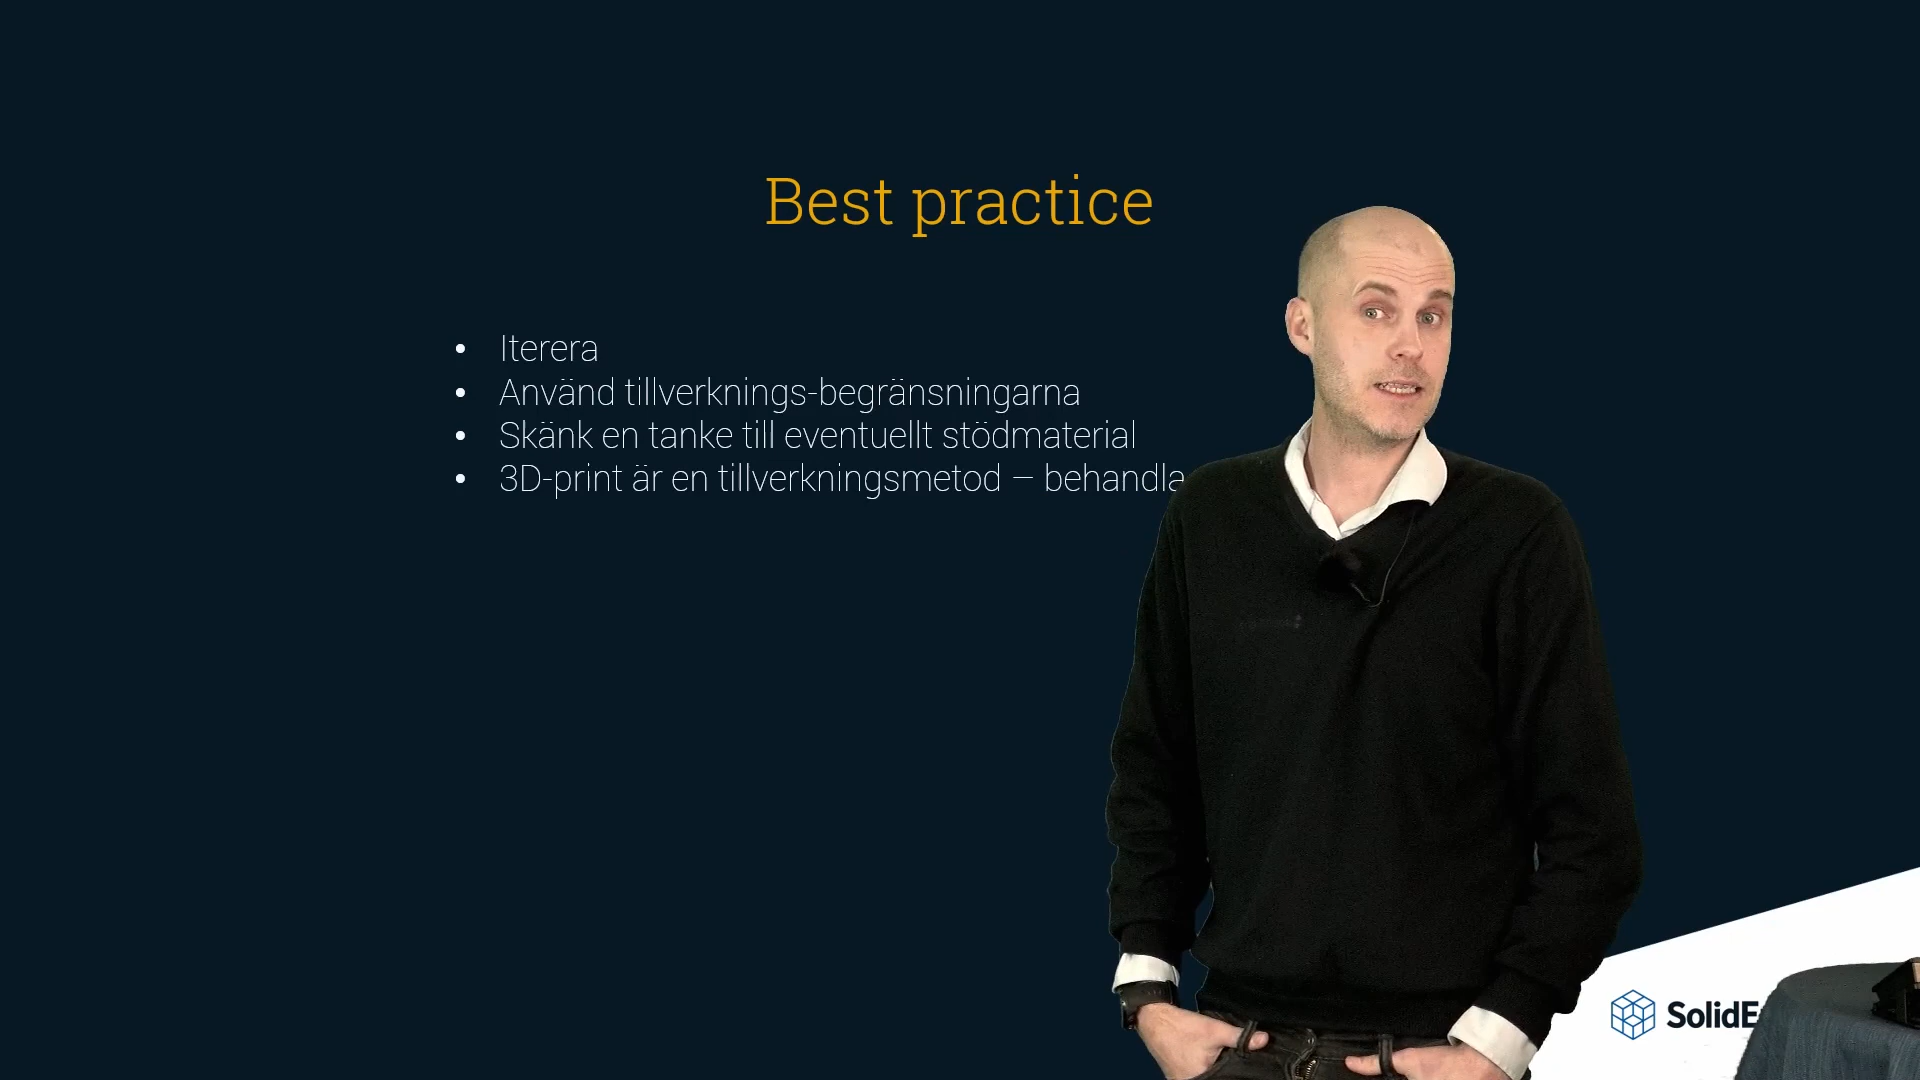 Best practice
• Iterera
• Använd tillverknings-begränsningarna
• Skänk en tanke till eventuellt stödmaterial
• 3D-print är en tillverkningsmetod – behandla
SolidE